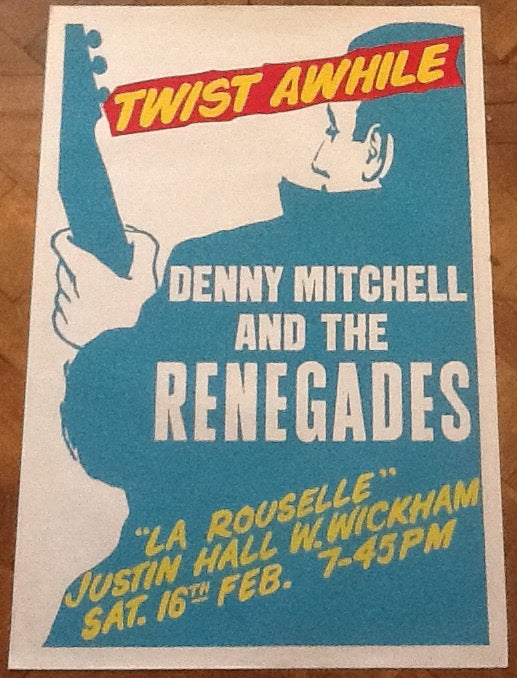 TWIST AWHILE
DENNY MITCHELL
AND THE
RENEGADES
"LA ROUSELLE"
JUSTIN HALL W.WICKHAM
SAT. 16TH FEB. 7-45PM